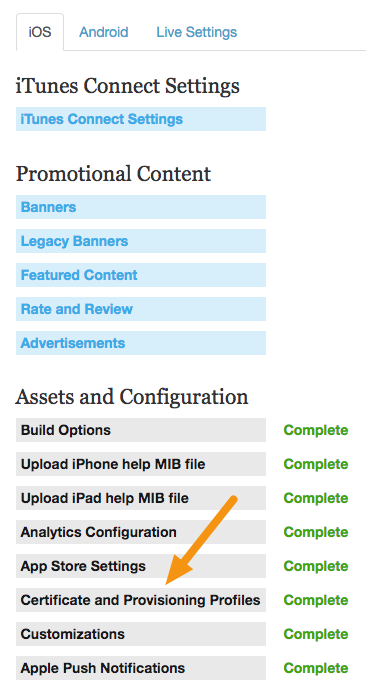 iOS Android Live Settings
iTunes Connect Settings
iTunes Connect Settings
Promotional Content
Banners
Legacy Banners
Featured Content
Rate and Review
Advertisements
Assets and Configuration
Build Options Complete
Upload iPhone help MIB file Complete
Upload iPad help MIB file Complete
Analytics Configuration Complete
App Store Settings Complete
Certificate and Provisioning Profiles Complete
Customizations Complete
Apple Push Notifications Complete